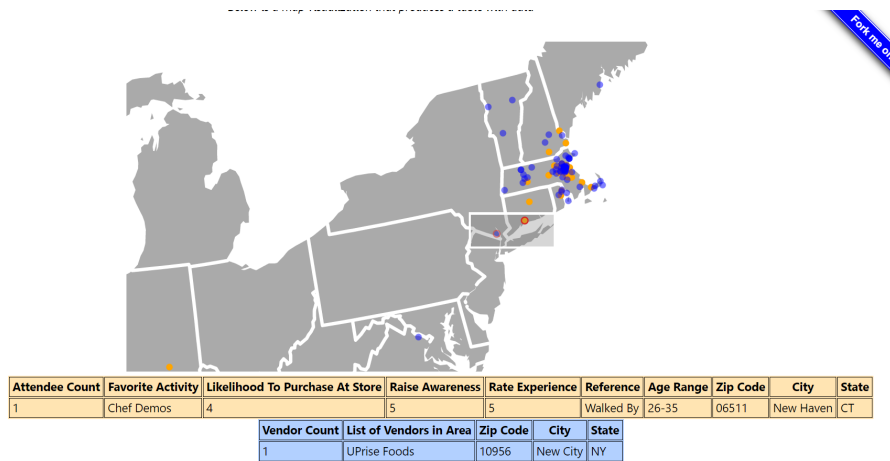 Fork me on
Attendee Count Favorite Activity Likelihood To Purchase At Store Raise Awareness Rate Experience Reference Age Range Zip Code City State
1 Chef Demos 4 5 5 Walked By 26-35 06511 New Haven CT
Vendor Count List of Vendors in Area Zip Code City State
1 UPrise Foods 10956 New City NY